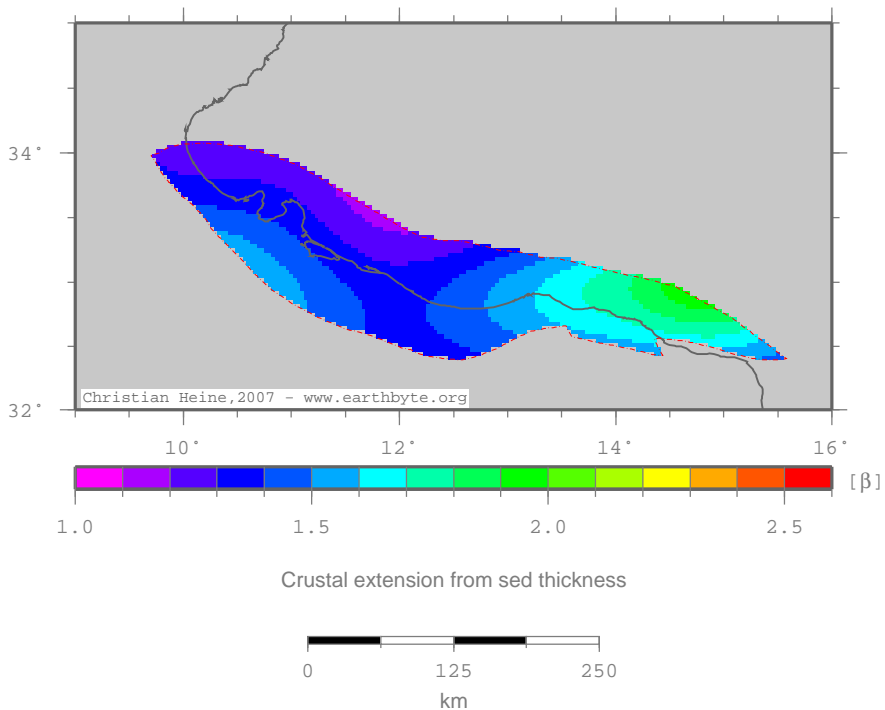 34˚
32˚
Christian Heine,2007 - www.earthbyte.org
10˚ 12˚ 14˚ 16˚
[β]
1.0 1.5 2.0 2.5
Crustal extension from sed thickness
0 125 250
km